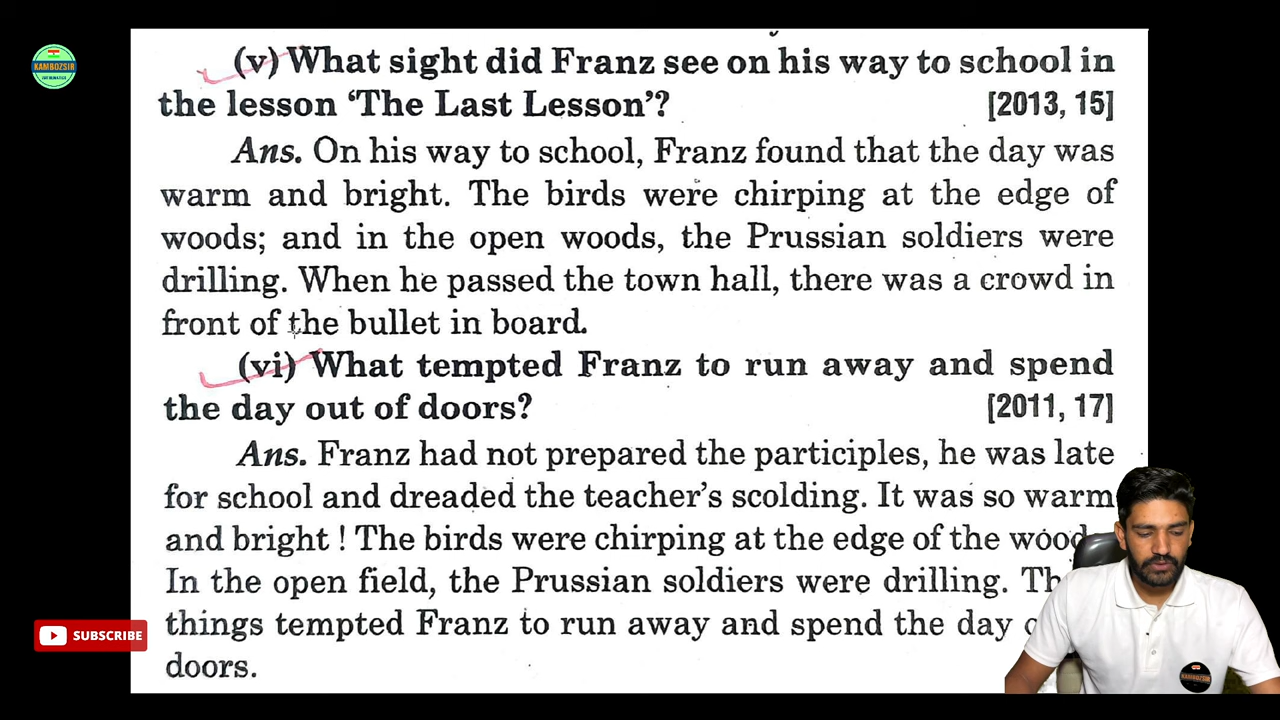 (v) What sight did Franz see on his way to school in
the lesson 'The Last Lesson'? [2013, 15]
Ans. On his way to school, Franz found that the day was
warm and bright. The birds were chirping at the edge of
woods; and in the open woods, the Prussian soldiers were
drilling. When he passed the town hall, there was a crowd in
front of the bullet in board.
(vi) What tempted Franz to run away and spend
the day out of doors? [2011, 17]
Ans. Franz had not prepared the participles, he was late
for school and dreaded the teacher's scolding. It was so warm
and bright ! The birds were chirping at the edge of the
In the open field, the Prussian soldiers were drilling.
things tempted Franz to run away and spend the day
doors.
KAMBOZSIR
SUBSCRIBE
KAMBOZSIR